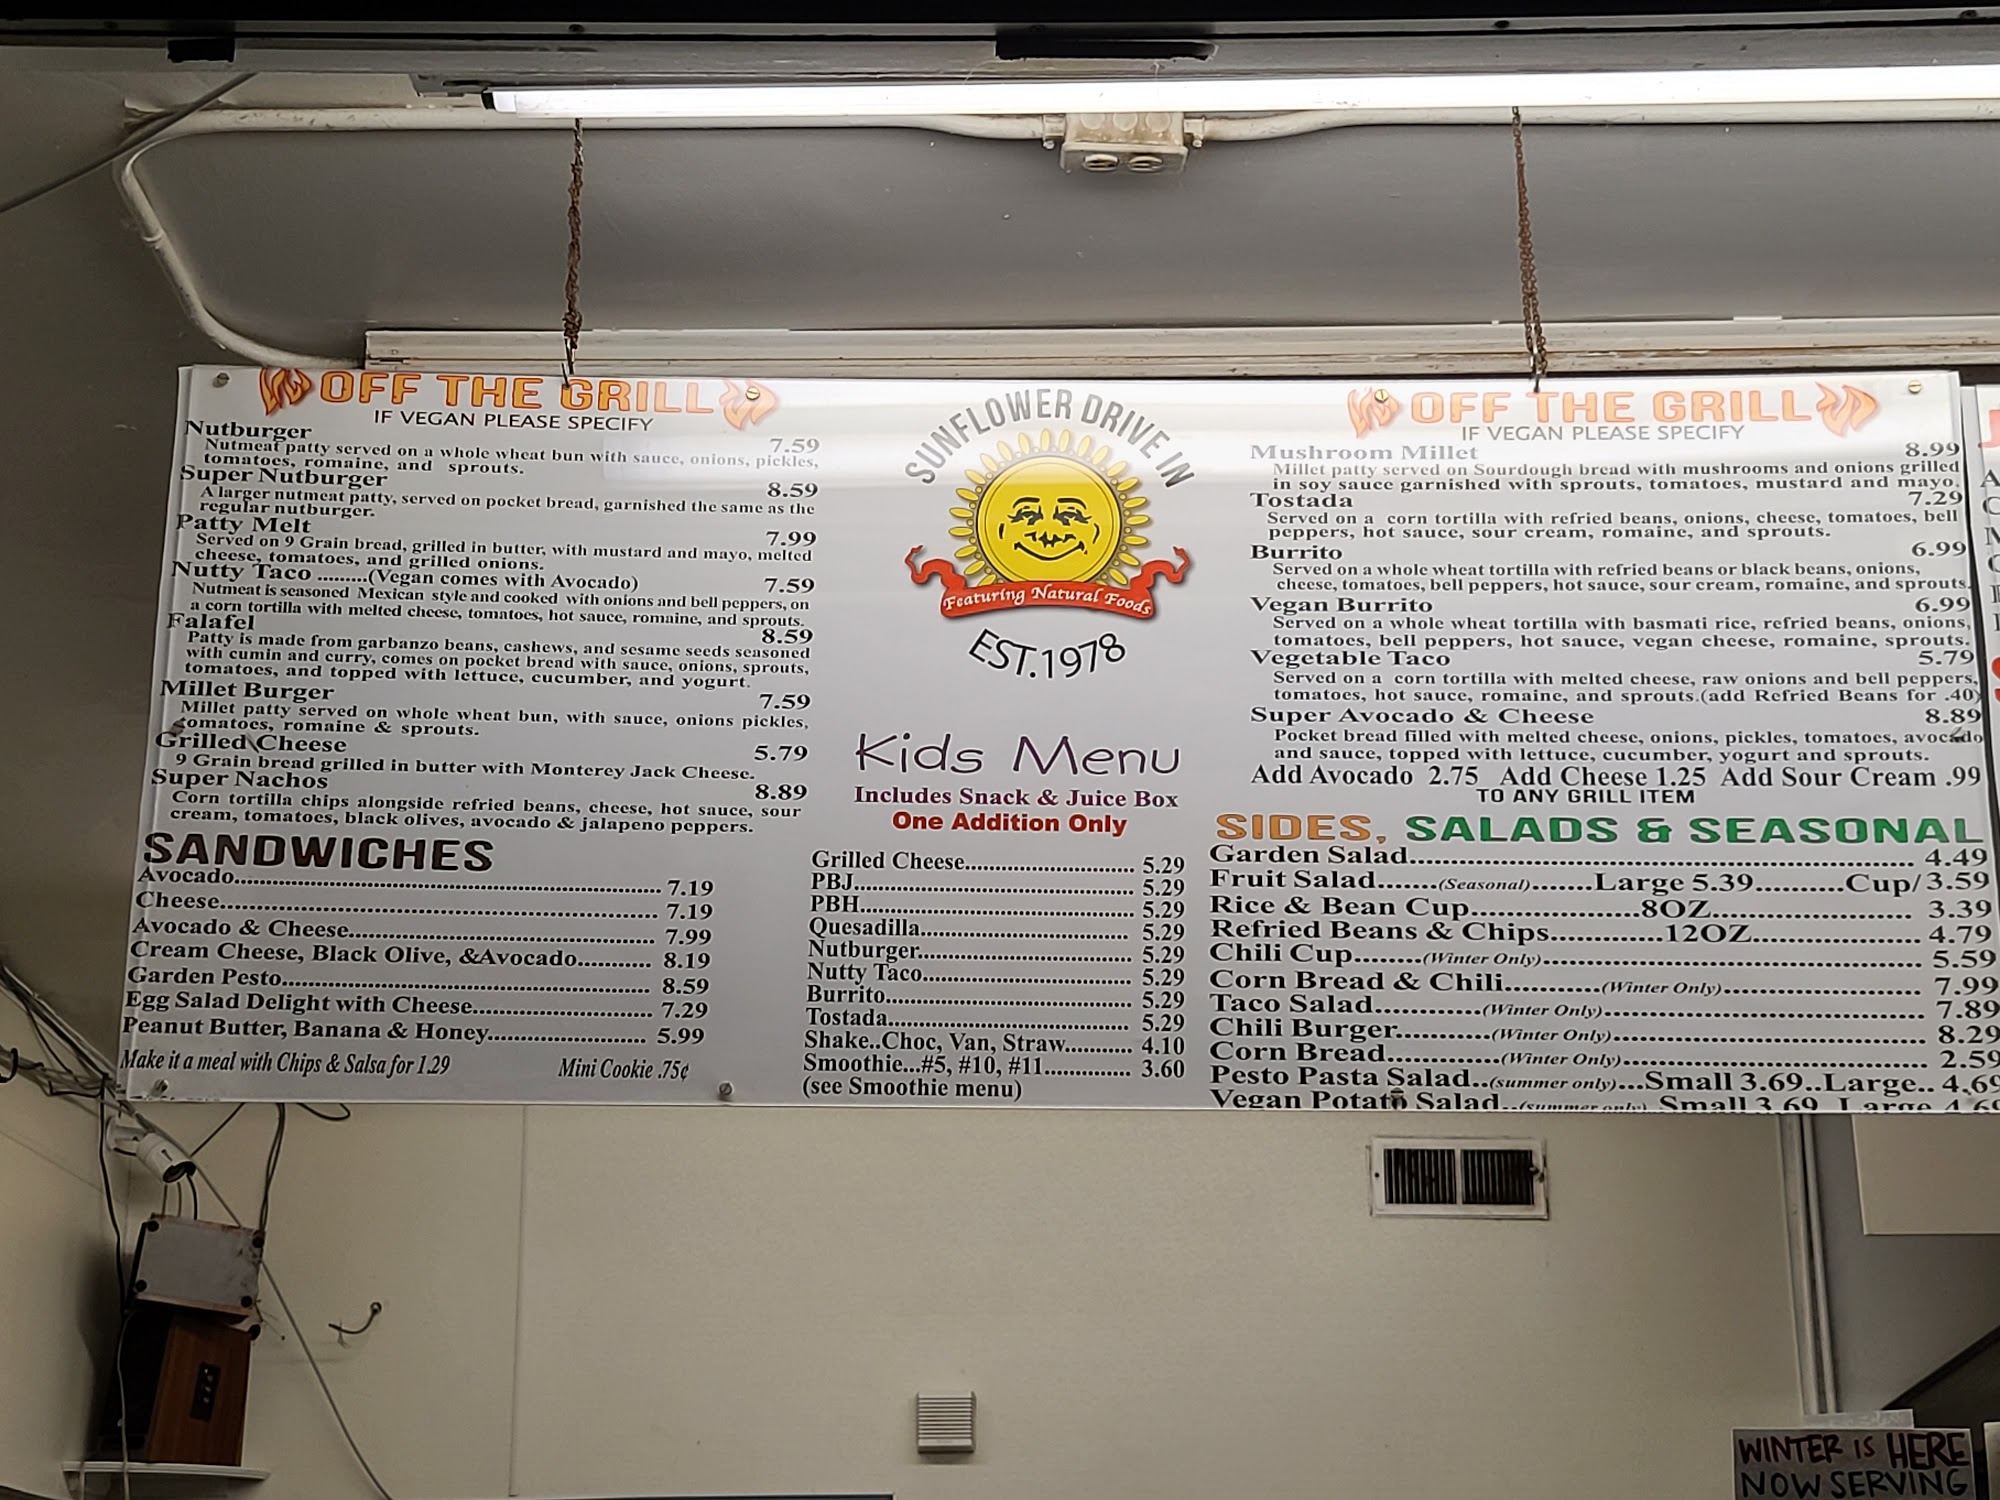 OFF THE GRILL
IF VEGAN PLEASE SPECIFY
Nutburger 7.59
Nutmeat patty served on a whole wheat bun with sauce, onions, pickles,
tomatoes, romaine, and sprouts.
Super Nutburger 8.59
A larger nutmeat patty, served on pocket bread, garnished the same as the
regular nutburger.
Patty Melt 7.99
Served on 9 Grain bread, grilled in butter, with mustard and mayo, melted
cheese, tomatoes, and grilled onions.
Nutty Taco .........(Vegan comes with Avocado) 7.59
Nutmeat is seasoned Mexican style and cooked with onions and bell peppers, on
a corn tortilla with melted cheese, tomatoes, hot sauce, romaine, and sprouts.
Falafel 8.59
Patty is made from garbanzo beans, cashews, and sesame seeds seasoned
with cumin and curry, comes on pocket bread with sauce, onions, sprouts,
tomatoes, and topped with lettuce, cucumber, and yogurt.
Millet Burger 7.59
Millet patty served on whole wheat bun, with sauce, onions pickles,
tomatoes, romaine & sprouts.
Grilled Cheese 5.79
9 Grain bread grilled in butter with Monterey Jack Cheese.
Super Nachos 8.89
Corn tortilla chips alongside refried beans, cheese, hot sauce, sour
cream, tomatoes, black olives, avocado & jalapeno peppers.
SANDWICHES
Avocado.......... 7.19
Cheese.......... 7.19
Avocado & Cheese.......... 7.99
Cream Cheese, Black Olive, &Avocado.......... 8.19
Garden Pesto.......... 8.59
Egg Salad Delight with Cheese.......... 7.29
Peanut Butter, Banana & Honey.......... 5.99
Make it a meal with Chips & Salsa for 1.29 Mini Cookie .75¢
SUNFLOWER DRIVE IN
Featuring Natural Foods
EST.1978
Kids Menu
Includes Snack & Juice Box
One Addition Only
Grilled Cheese.......... 5.29
PBJ.......... 5.29
PBH.......... 5.29
Quesadilla.......... 5.29
Nutburger.......... 5.29
Nutty Taco.......... 5.29
Burrito.......... 5.29
Tostada.......... 5.29
Shake..Choc, Van, Straw.......... 4.10
Smoothie...#5, #10, #11.......... 3.60
(see Smoothie menu)
OFF THE GRILL
IF VEGAN PLEASE SPECIFY
Mushroom Millet 8.99
Millet patty served on Sourdough bread with mushrooms and onions grilled
in soy sauce garnished with sprouts, tomatoes, mustard and mayo.
Tostada 7.29
Served on a corn tortilla with refried beans, onions, cheese, tomatoes, bell
peppers, hot sauce, sour cream, romaine, and sprouts.
Burrito 6.99
Served on a whole wheat tortilla with refried beans or black beans, onions,
cheese, tomatoes, bell peppers, hot sauce, sour cream, romaine, and sprouts.
Vegan Burrito 6.99
Served on a whole wheat tortilla with basmati rice, refried beans, onions,
tomatoes, bell peppers, hot sauce, vegan cheese, romaine, sprouts.
Vegetable Taco 5.79
Served on a corn tortilla with melted cheese, raw onions and bell peppers,
tomatoes, hot sauce, romaine, and sprouts.(add Refried Beans for .40)
Super Avocado & Cheese 8.89
Pocket bread filled with melted cheese, onions, pickles, tomatoes, avocado
and sauce, topped with lettuce, cucumber, yogurt and sprouts.
Add Avocado 2.75 Add Cheese 1.25 Add Sour Cream .99
TO ANY GRILL ITEM
SIDES, SALADS & SEASONAL
Garden Salad.......... 4.49
Fruit Salad.......(Seasonal).......Large 5.39..........Cup/3.59
Rice & Bean Cup..........8OZ.......... 3.39
Refried Beans & Chips..........12OZ.......... 4.79
Chili Cup........(Winter Only).......... 5.59
Corn Bread & Chili..........(Winter Only).......... 7.99
Taco Salad..........(Winter Only).......... 7.89
Chili Burger..........(Winter Only).......... 8.29
Corn Bread..........(Winter Only).......... 2.59
Pesto Pasta Salad..(summer only)...Small 3.69..Large.. 4.69
Vegan Potato Salad..(summer only) Small 3.69 Large 4.69
WINTER IS HERE
NOW SERVING